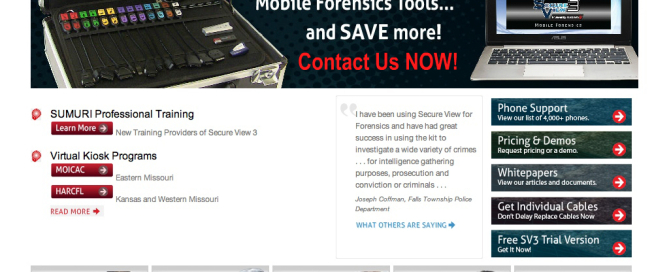 Mobile Forensics Tools...
and SAVE more!
Contact Us NOW!
MOBILE FORENSICS
SUMURI Professional Training
Learn More
New Training Providers of Secure View 3
Virtual Kiosk Programs
MOICAC
Eastern Missouri
HARCFL
Kansas and Western Missouri
READ MORE
I have been using Secure View for
Forensics and have had great
success in using the kit to
investigate a wide variety of crimes
. . . for intelligence gathering
purposes, prosecution and
conviction or criminals . . .
Joseph Coffman, Falls Township Police
Department
WHAT OTHERS ARE SAYING
Phone Support
View our list of 4,000+ phones.
Pricing & Demos
Request pricing or a demo.
Whitepapers
View our articles and documents.
Get Individual Cables
Don't Delay Replace Cables Now
Free SV3 Trial Version
Get It Now!